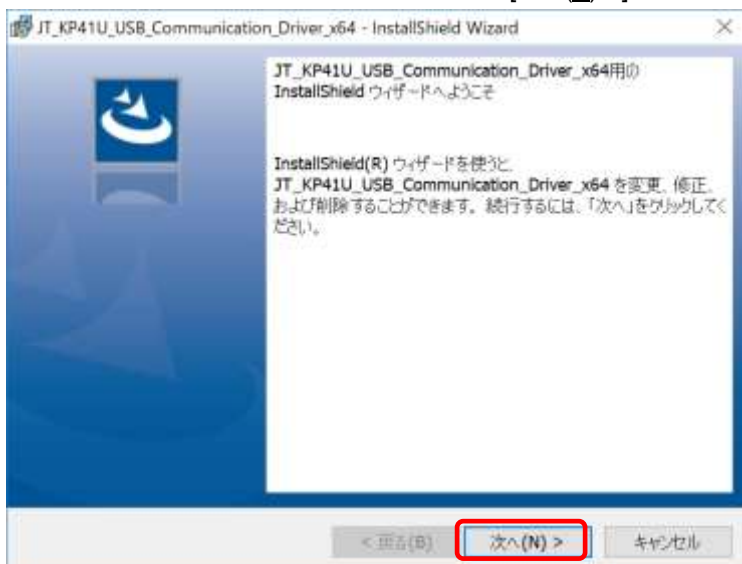 JT_KP41U_USB_Communication_Driver_x64 - InstallShield Wizard
JT_KP41U_USB_Communication_Driver_x64用の
InstallShield ウィザードへようこそ
InstallShield(R) ウィザードを使うと、
JT_KP41U_USB_Communication_Driver_x64 を変更、修正、
および削除することができます。続行するには、「次へ」をクリックしてく
ださい。
< 戻る(B)
次へ(N) >
キャンセル